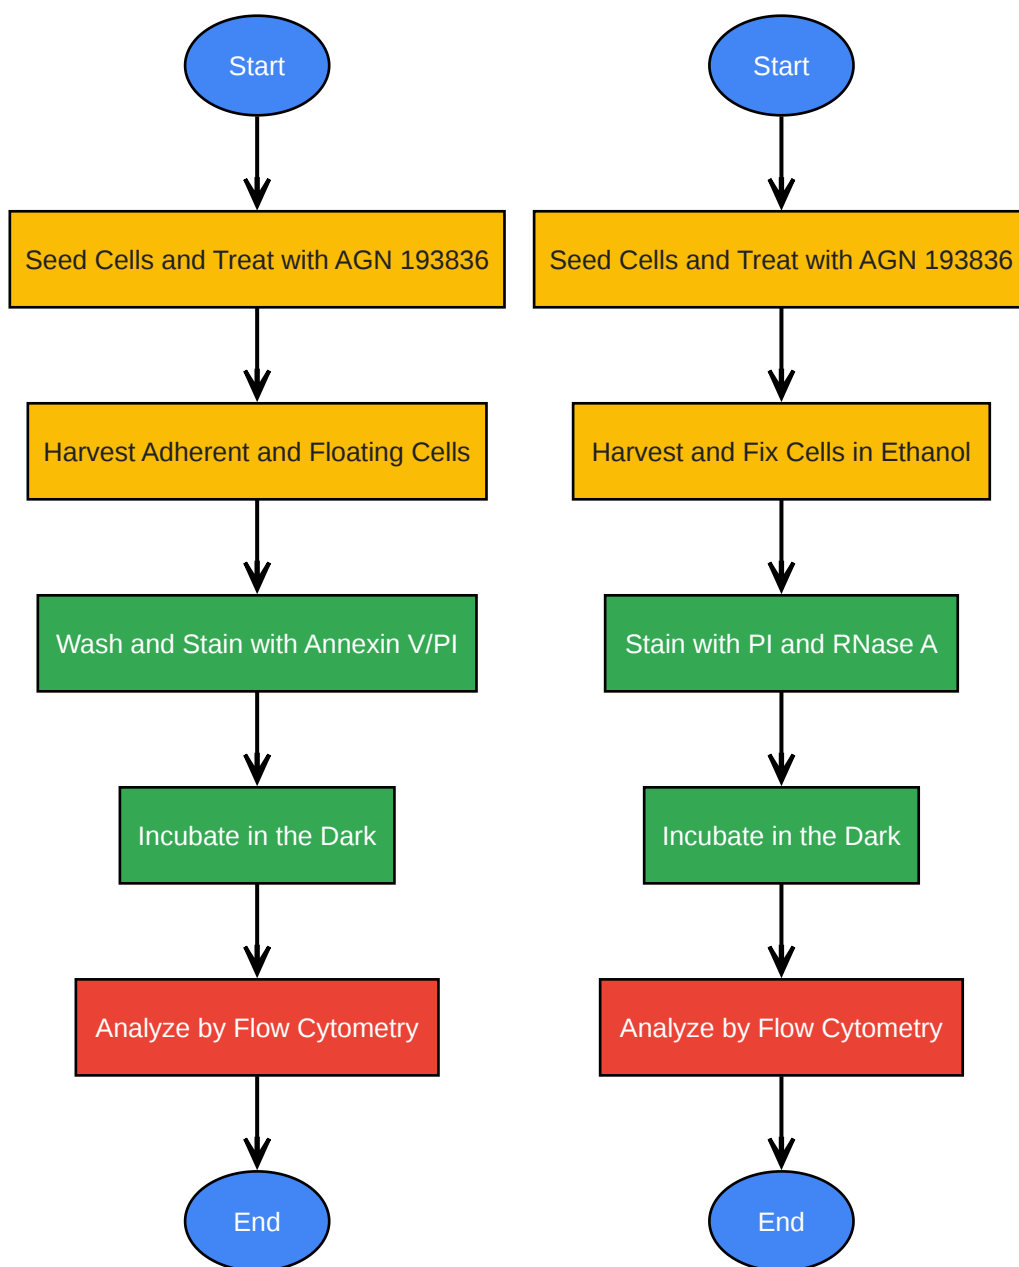 Start
Seed Cells and Treat with AGN 193836
Harvest Adherent and Floating Cells
Wash and Stain with Annexin V/PI
Incubate in the Dark
Analyze by Flow Cytometry
End
Start
Seed Cells and Treat with AGN 193836
Harvest and Fix Cells in Ethanol
Stain with PI and RNase A
Incubate in the Dark
Analyze by Flow Cytometry
End